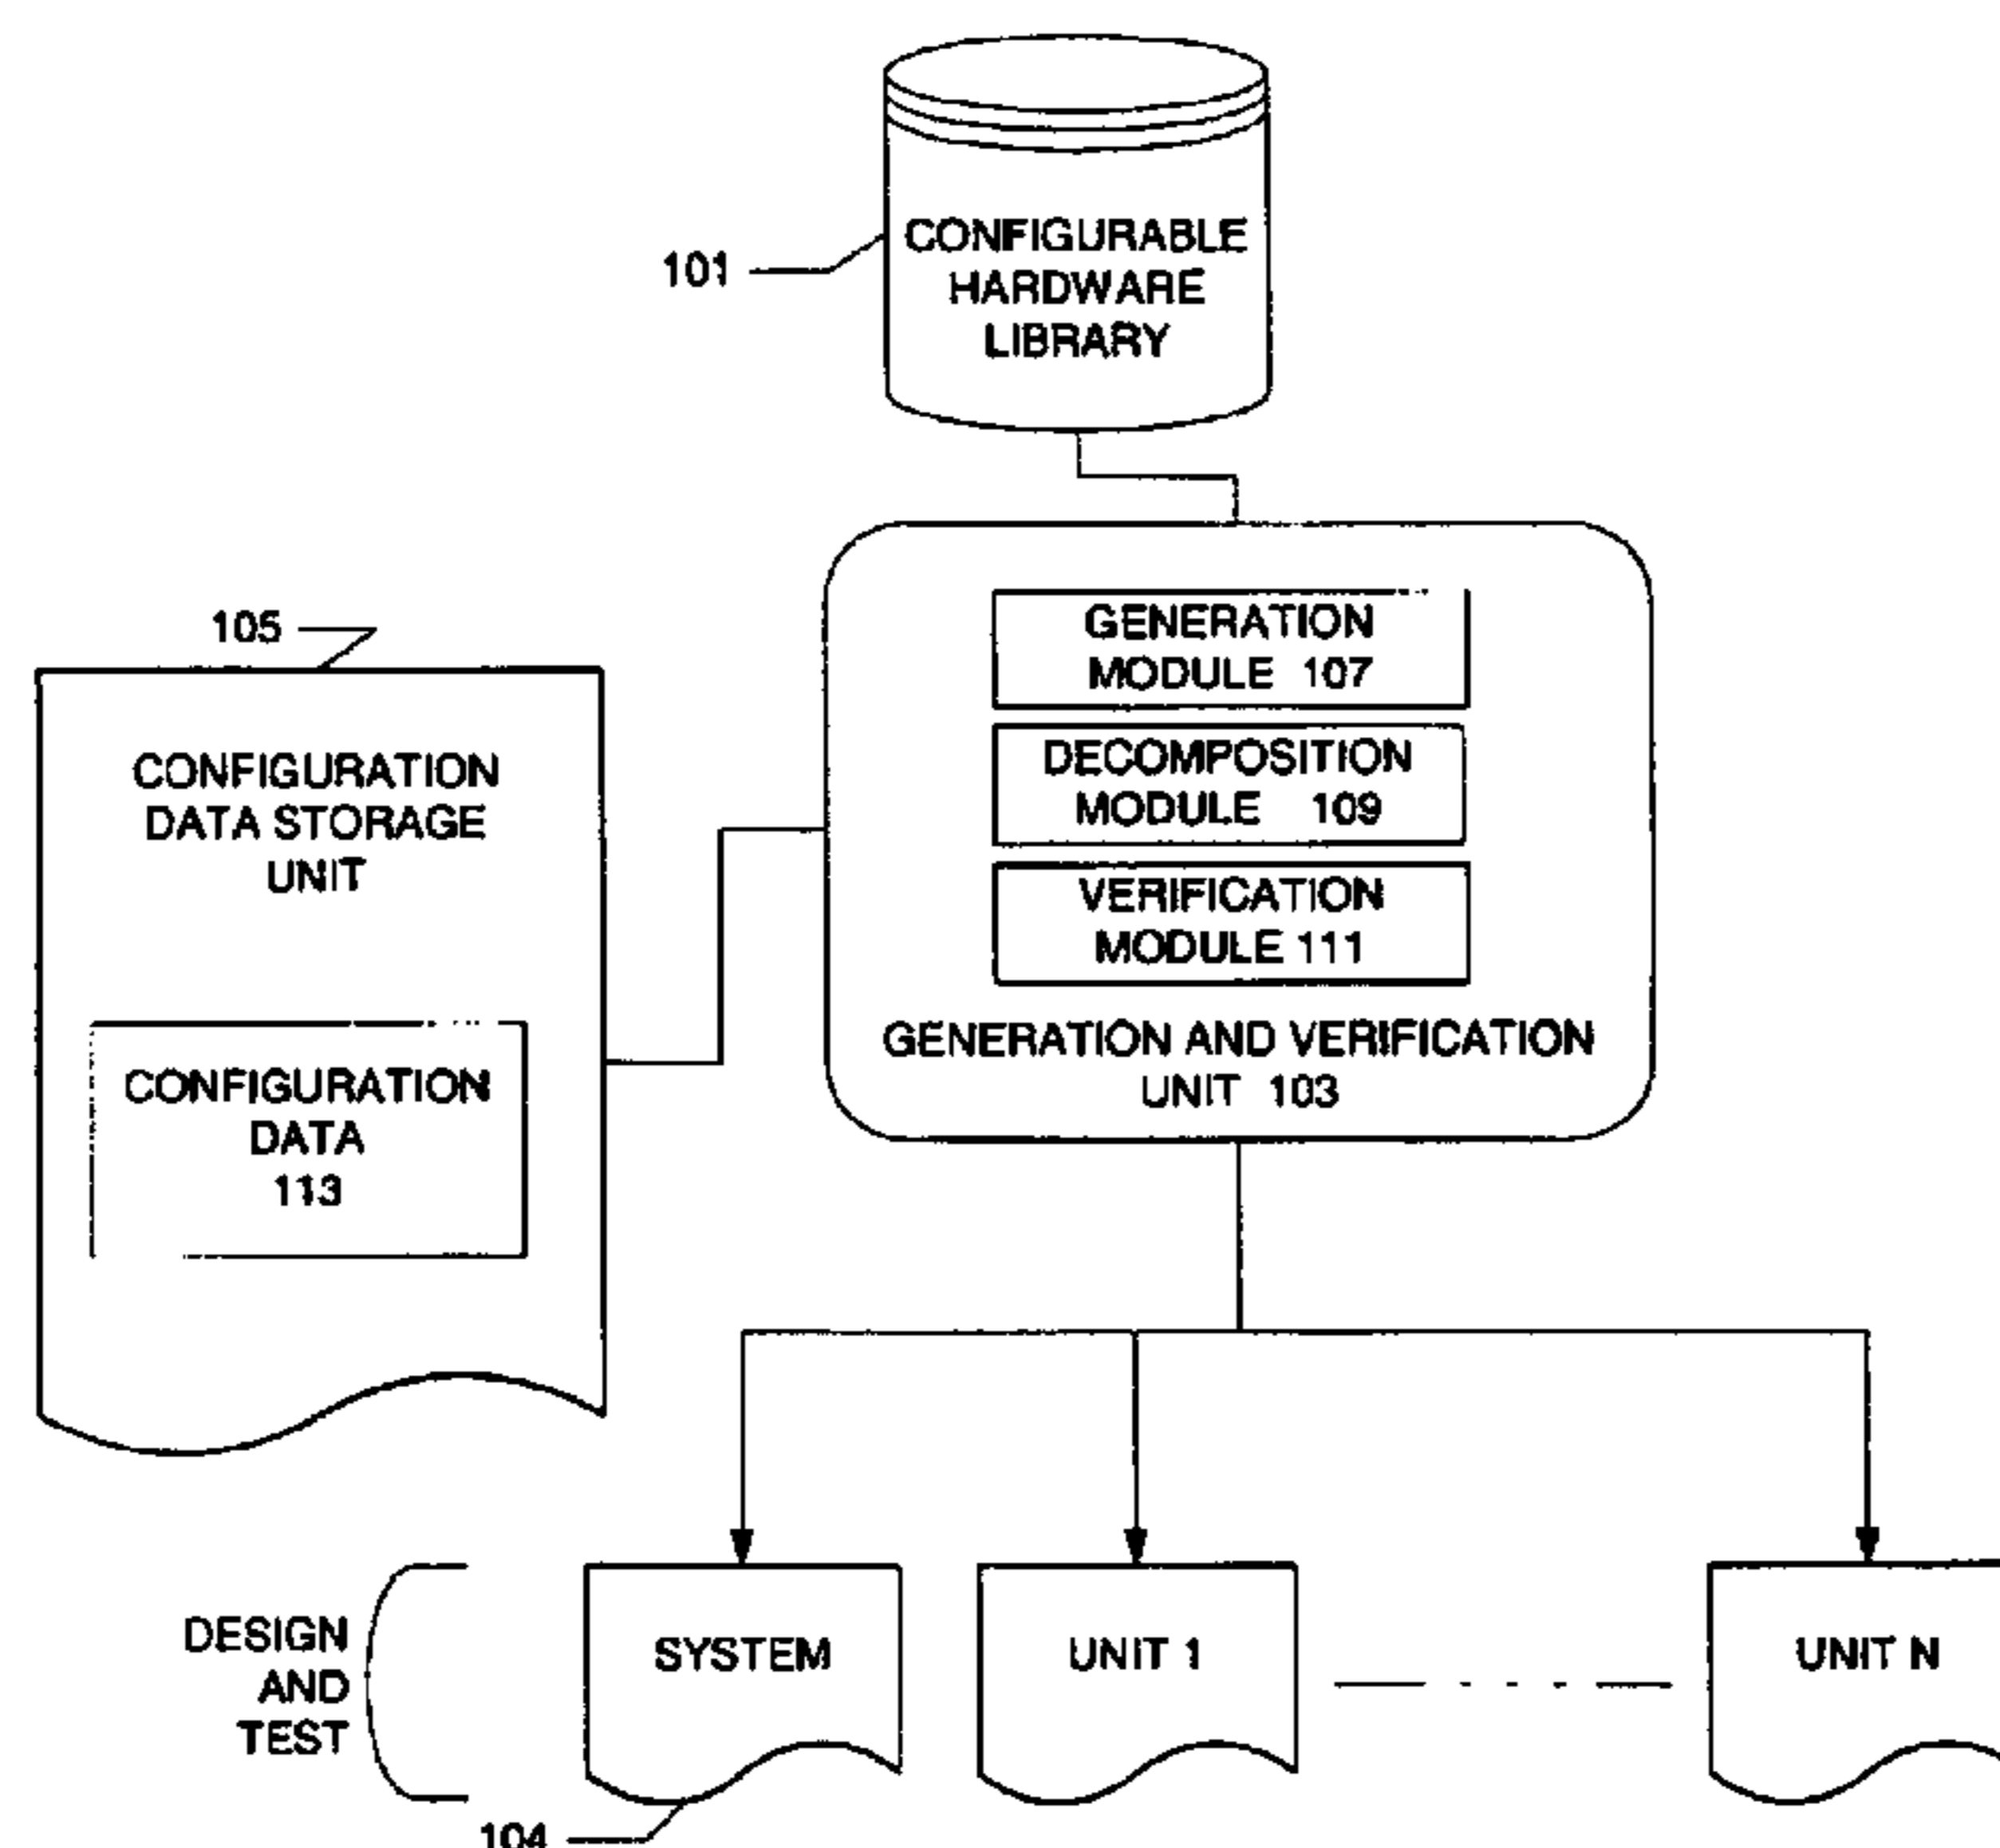 CONFIGURABLE
HARDWARE
LIBRARY
101
105
GENERATION
MODULE 107
DECOMPOSITION
MODULE 109
VERIFICATION
MODULE 111
GENERATION AND VERIFICATION
UNIT 103
CONFIGURATION
DATA STORAGE
UNIT
CONFIGURATION
DATA
113
DESIGN
AND
TEST
SYSTEM
UNIT 1
UNIT N
104